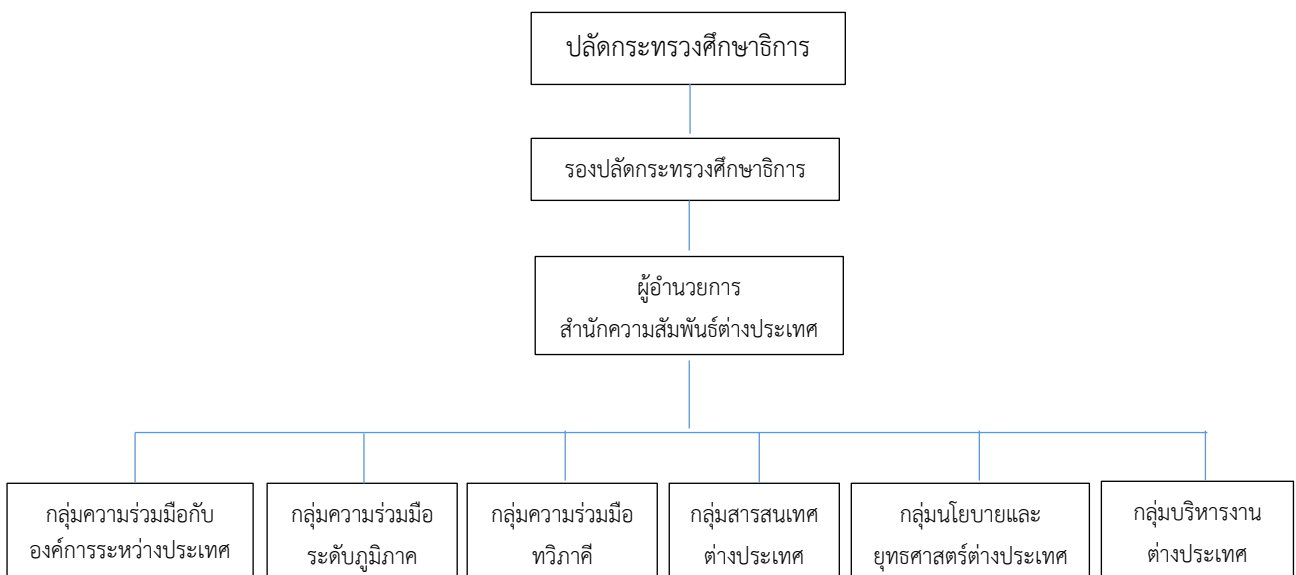 ปลัดกระทรวงศึกษาธิการ
รองปลัดกระทรวงศึกษาธิการ
ผู้อำนวยการ
สำนักความสัมพันธ์ต่างประเทศ
กลุ่มความร่วมมือกับ
องค์การระหว่างประเทศ
กลุ่มความร่วมมือ
ระดับภูมิภาค
กลุ่มความร่วมมือ
ทวิภาคี
กลุ่มสารสนเทศ
ต่างประเทศ
กลุ่มนโยบายและ
ยุทธศาสตร์ต่างประเทศ
กลุ่มบริหารงาน
ต่างประเทศ